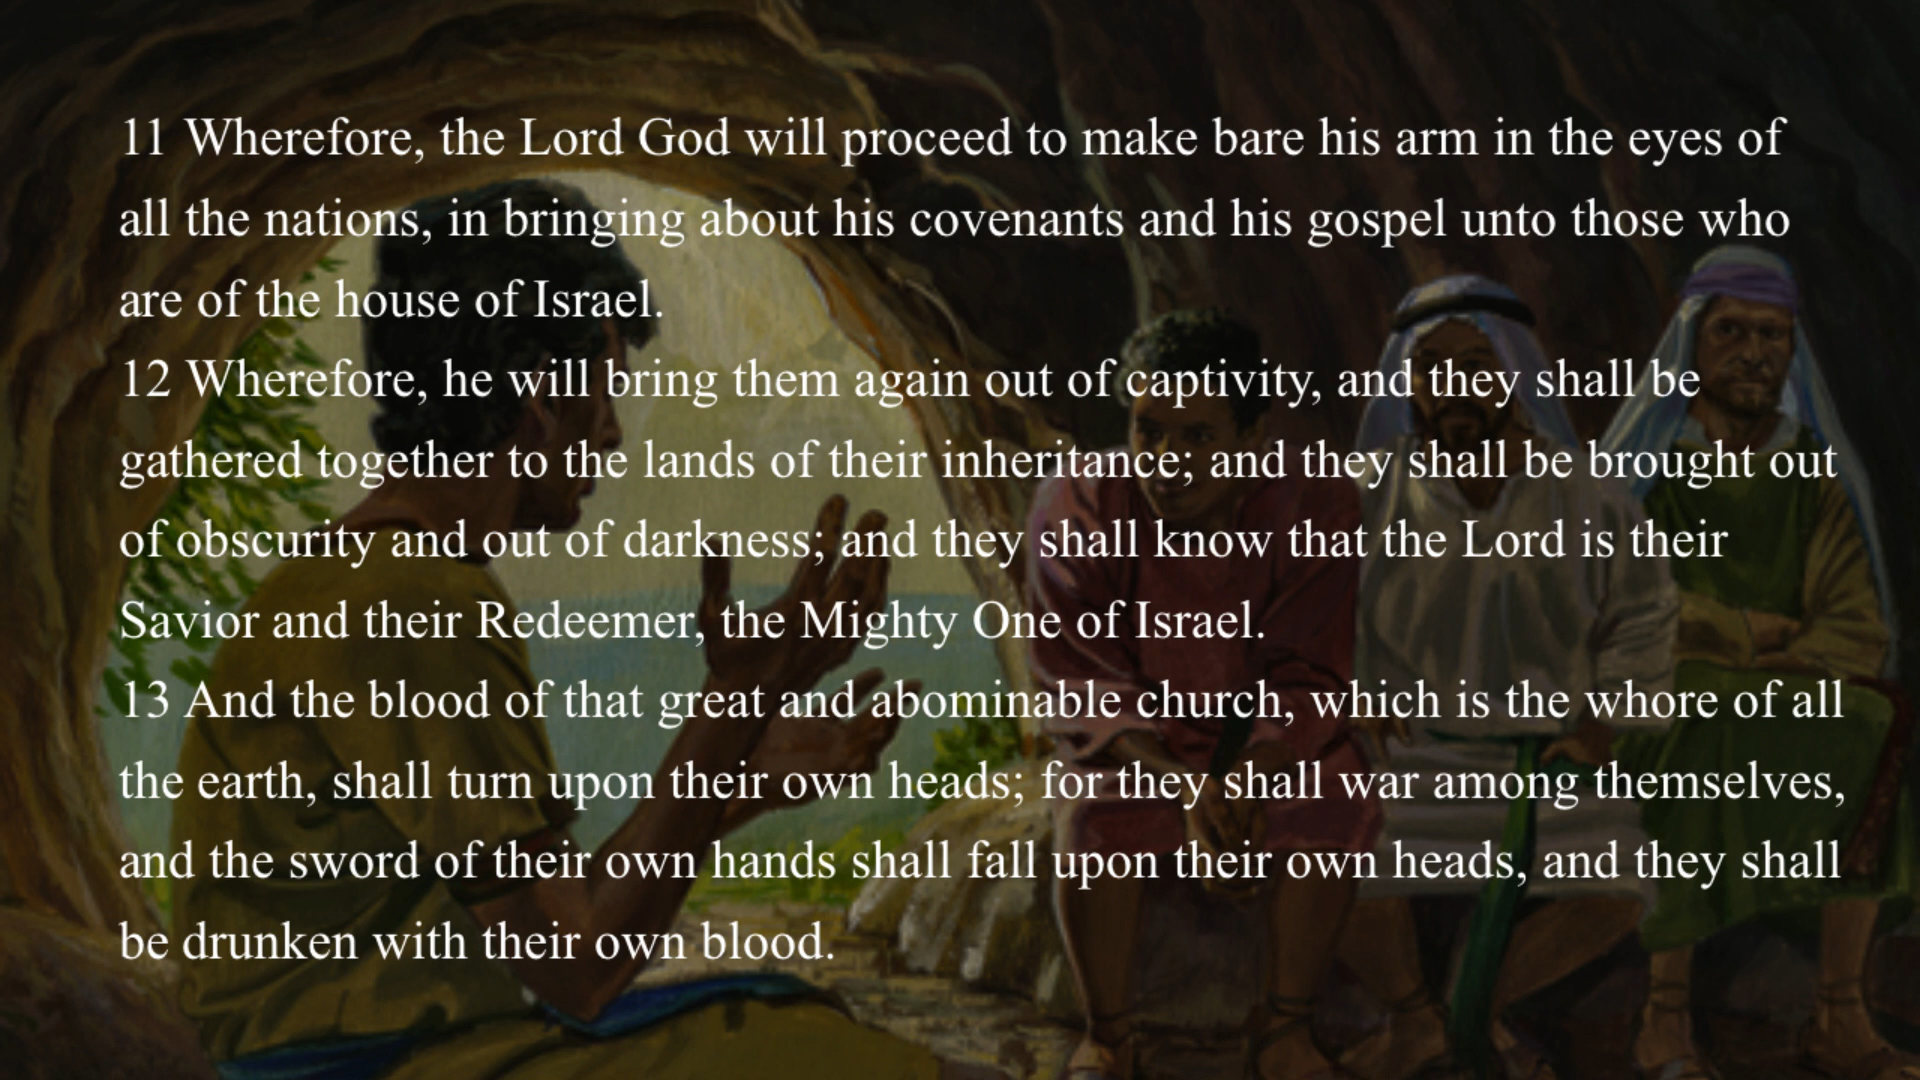 11 Wherefore, the Lord God will proceed to make bare his arm in the eyes of
all the nations, in bringing about his covenants and his gospel unto those who
are of the house of Israel.
12 Wherefore, he will bring them again out of captivity, and they shall be
gathered together to the lands of their inheritance; and they shall be brought out
of obscurity and out of darkness; and they shall know that the Lord is their
Savior and their Redeemer, the Mighty One of Israel.
13 And the blood of that great and abominable church, which is the whore of all
the earth, shall turn upon their own heads; for they shall war among themselves,
and the sword of their own hands shall fall upon their own heads, and they shall
be drunken with their own blood.